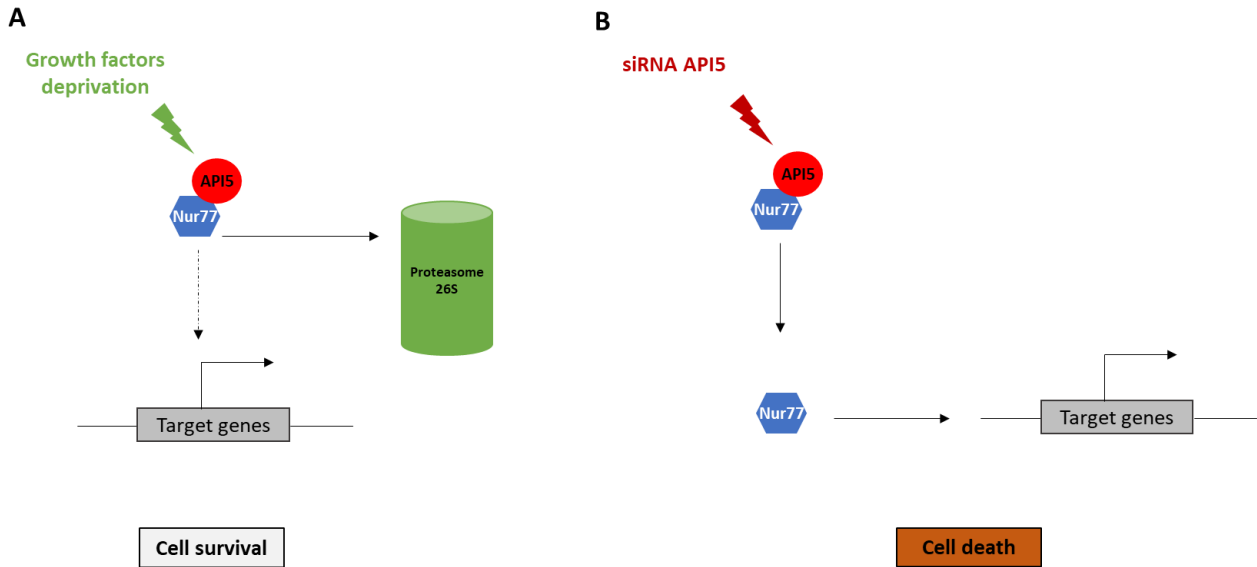 A
Growth factors
deprivation
API5
Nur77
Proteasome
26S
Target genes
Cell survival
B
siRNA API5
API5
Nur77
Nur77
Target genes
Cell death